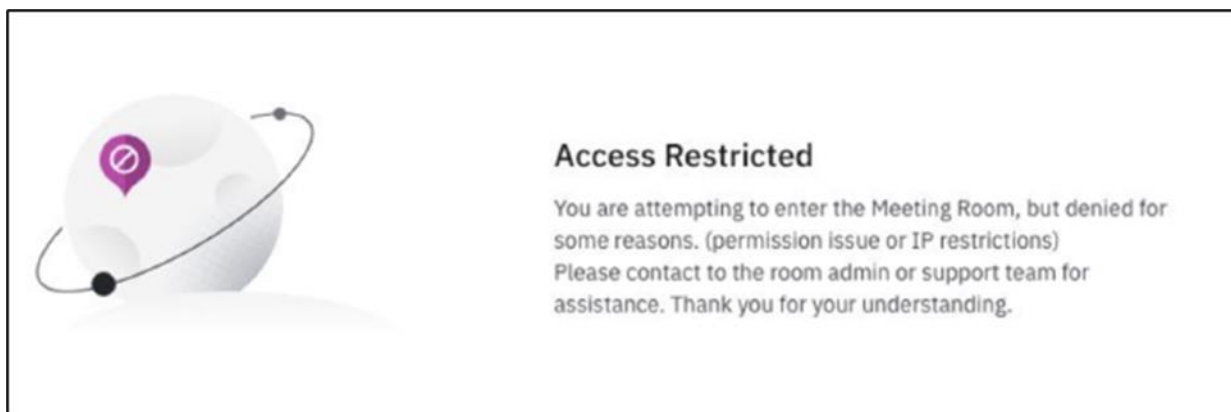 Access Restricted
You are attempting to enter the Meeting Room, but denied for
some reasons. (permission issue or IP restrictions)
Please contact to the room admin or support team for
assistance. Thank you for your understanding.